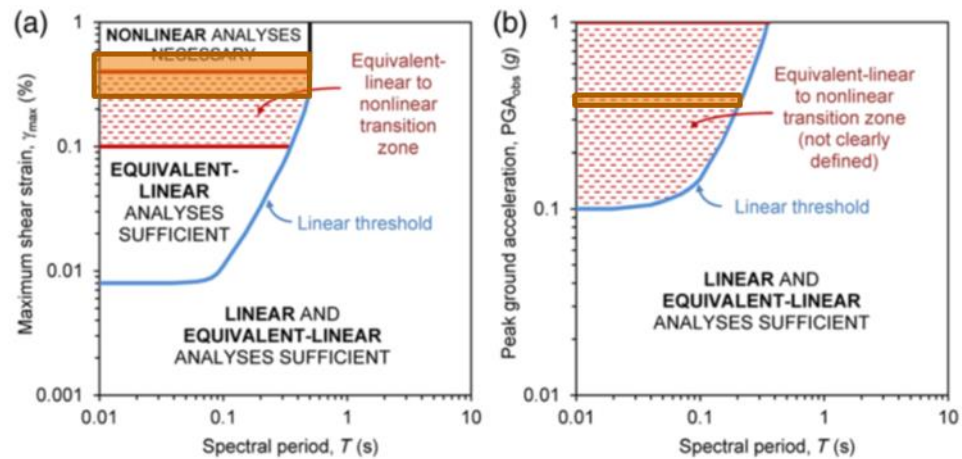 (a)
1
0.1
0.01
0.001
Maximum shear strain, γmax (%)
NONLINEAR ANALYSES
NECESSARY
Equivalent-
linear to
nonlinear
transition
zone
EQUIVALENT-
LINEAR
ANALYSES
SUFFICIENT
Linear threshold
LINEAR AND
EQUIVALENT-LINEAR
ANALYSES SUFFICIENT
0.01
0.1
1
10
Spectral period, T (s)
(b)
1
0.1
0.01
Peak ground acceleration, PGAobs (g)
Equivalent-linear
to nonlinear
transition zone
(not clearly
defined)
Linear threshold
LINEAR AND
EQUIVALENT-LINEAR
ANALYSES SUFFICIENT
0.01
0.1
1
10
Spectral period, T (s)